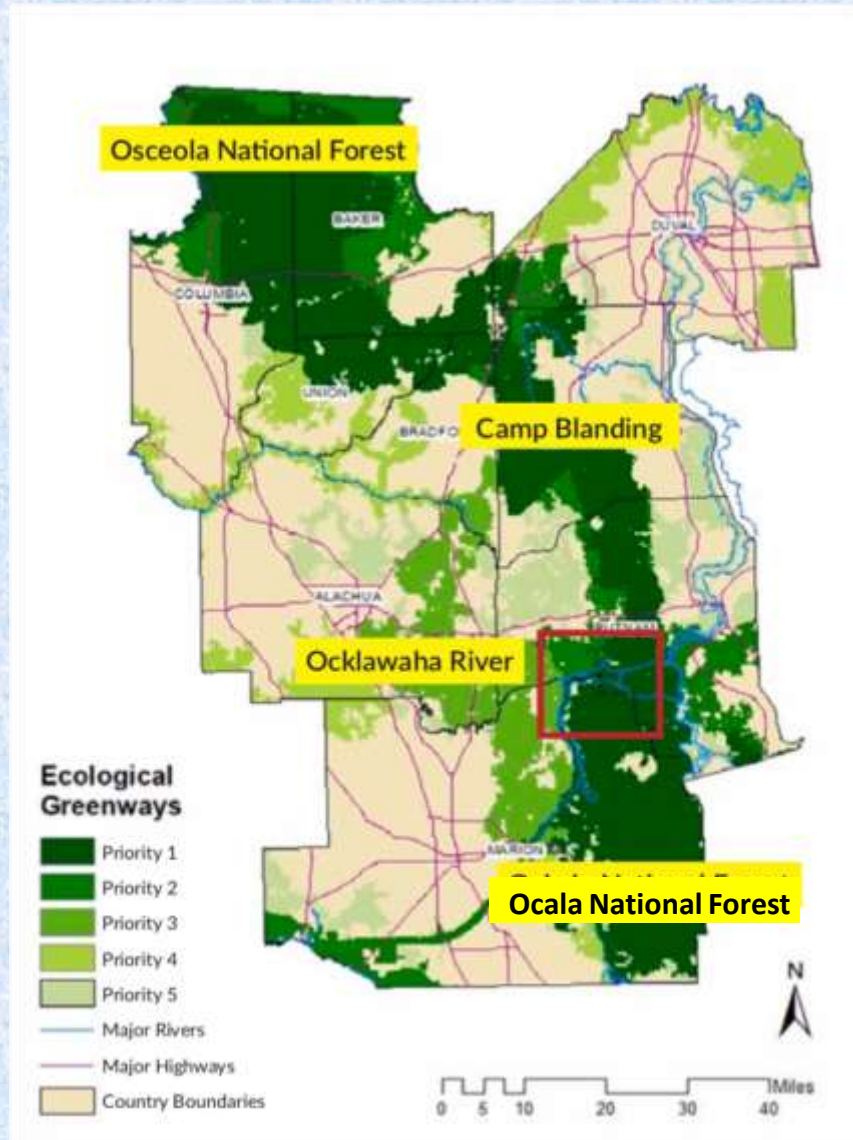 Osceola National Forest
BAKER
DUVAL
COLUMBIA
UNION
BRADFO
Camp Blanding
ALACHUA
PUTNAM
Ocklawaha River
Ecological
Greenways
Priority 1
Priority 2
Priority 3
Priority 4
Priority 5
Major Rivers
Major Highways
Country Boundaries
MARION
Ocala National Forest
N
Miles
0 5 10 20 30 40